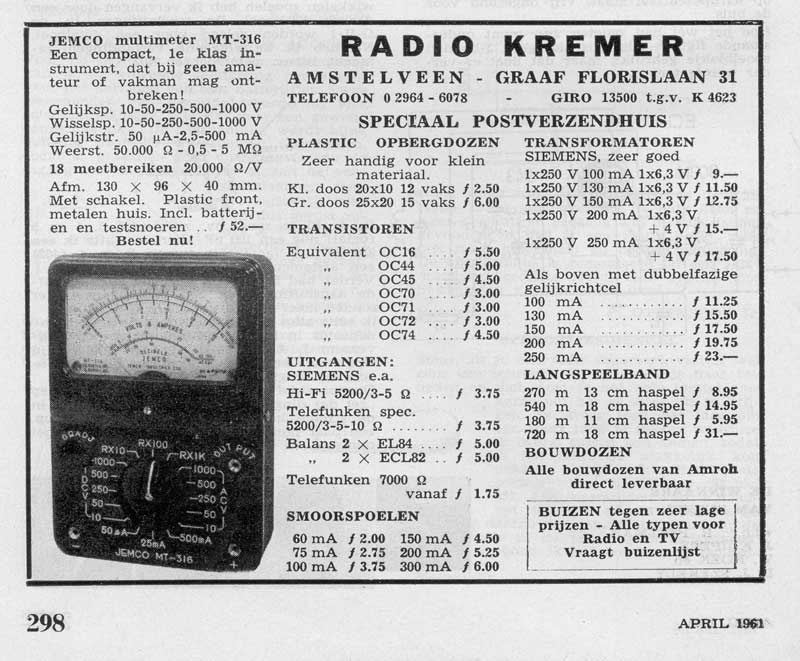 JEMCO multimeter MT-316
Een compact, 1e klas in-
strument, dat bij geen ama-
teur of vakman mag ont-
breken!
Gelijksp. 10-50-250-500-1000 V
Wisselsp. 10-50-250-500-1000 V
Gelijkstr. 50 µA-2,5-500 mA
Weerst. 50.000 Ω - 0,5 - 5 MΩ
18 meetbereiken 20.000 Ω/V
Afm. 130 × 96 × 40 mm.
Met schakel. Plastic front,
metalen huis. Incl. batterij-
en en testsnoeren .. f 52.—
Bestel nu!
VOLTS & AMPERES
DECIBELS
JEMCO
MT-316
ΩADJ
OUT PUT
RX10
RX100
RX1K
1000
500
250
50
10
DCV
1000
500
250
50
10
ACV
50µA
25mA
500mA
JEMCO MT-316
RADIO KREMER
AMSTELVEEN - GRAAF FLORISLAAN 31
TELEFOON 0 2964 - 6078 - GIRO 13500 t.g.v. K 4623
SPECIAAL POSTVERZENDHUIS
PLASTIC OPBERGDOZEN
Zeer handig voor klein
materiaal.
Kl. doos 20x10 12 vaks f 2.50
Gr. doos 25x20 15 vaks f 6.00
TRANSISTOREN
Equivalent OC16 .... f 5.50
,, OC44 .... f 5.00
,, OC45 .... f 4.50
,, OC70 .... f 3.00
,, OC71 .... f 3.00
,, OC72 .... f 3.00
,, OC74 .... f 4.50
UITGANGEN:
SIEMENS e.a.
Hi-Fi 5200/3-5 Ω .... f 3.75
Telefunken spec.
5200/3-5-10 Ω ........ f 3.75
Balans 2 × EL84 .... f 5.00
,, 2 × ECL82 .. f 5.00
Telefunken 7000 Ω
vanaf f 1.75
SMOORSPOELEN
60 mA f 2.00 150 mA f 4.50
75 mA f 2.75 200 mA f 5.25
100 mA f 3.75 300 mA f 6.00
TRANSFORMATOREN
SIEMENS, zeer goed
1x250 V 100 mA 1x6,3 V f 9.—
1x250 V 130 mA 1x6,3 V f 11.50
1x250 V 150 mA 1x6,3 V f 12.75
1x250 V 200 mA 1x6,3 V
+ 4 V f 15.—
1x250 V 250 mA 1x6,3 V
+ 4 V f 17.50
Als boven met dubbelfazige
gelijkrichtcel
100 mA ............ f 11.25
130 mA ............ f 15.50
150 mA ............ f 17.50
200 mA ............ f 19.75
250 mA ............ f 23.—
LANGSPEELBAND
270 m 13 cm haspel f 8.95
540 m 18 cm haspel f 14.95
180 m 11 cm haspel f 5.95
720 m 18 cm haspel f 31.—
BOUWDOZEN
Alle bouwdozen van Amroh
direct leverbaar
BUIZEN tegen zeer lage
prijzen - Alle typen voor
Radio en TV
Vraagt buizenlijst
298
APRIL 1961